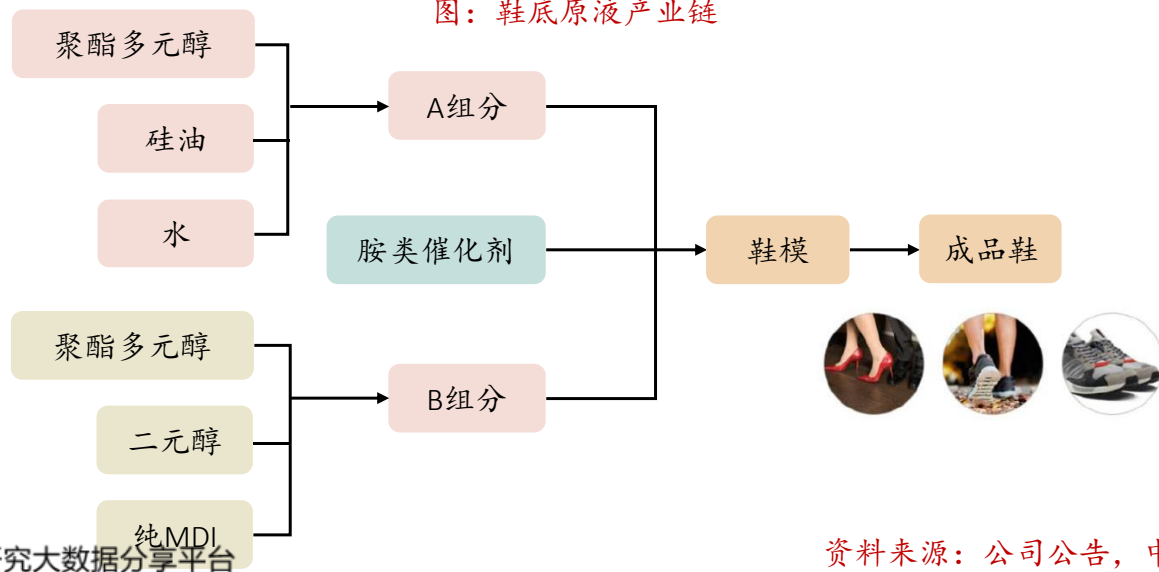 图：鞋底原液产业链
聚酯多元醇
硅油
水
A组分
胺类催化剂
鞋模
成品鞋
聚酯多元醇
二元醇
纯MDI
B组分
究大数据分享平台
资料来源：公司公告，中